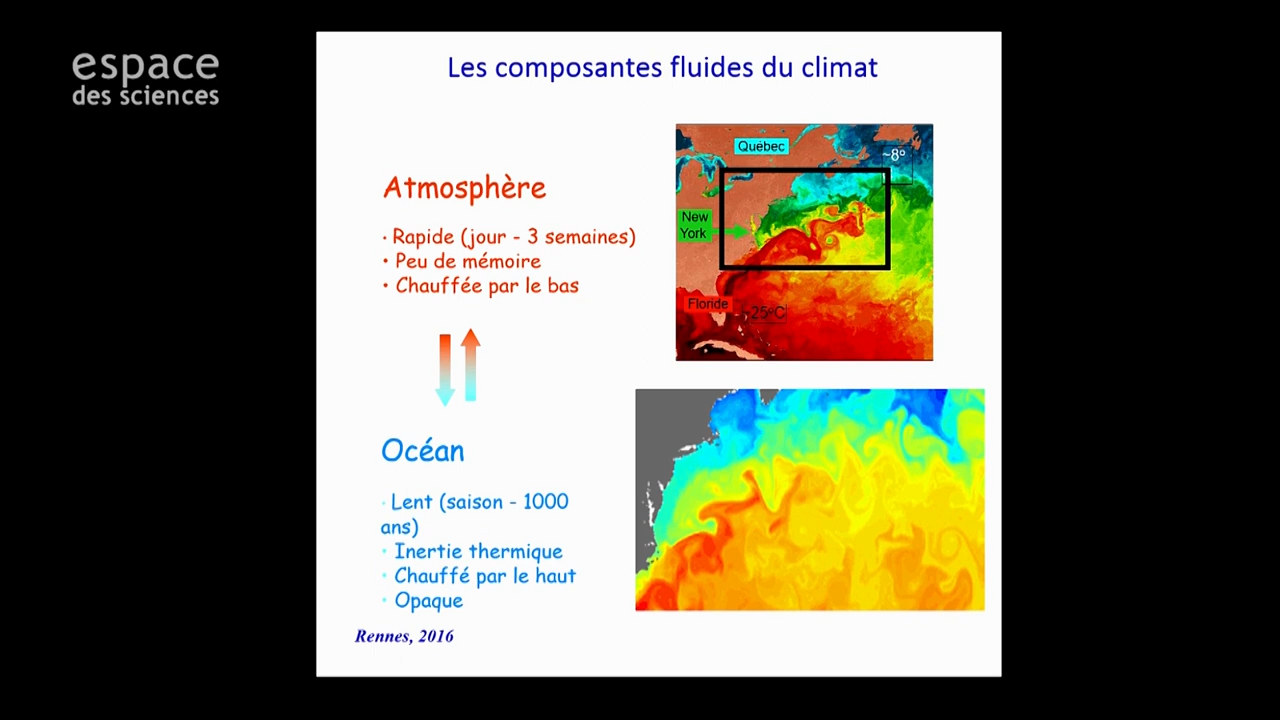 espace
des sciences
Les composantes fluides du climat
Atmosphère
• Rapide (jour - 3 semaines)
• Peu de mémoire
• Chauffée par le bas
Océan
• Lent (saison - 1000
ans)
• Inertie thermique
• Chauffé par le haut
• Opaque
Rennes, 2016
Québec
~8°
New
York
Floride
~25°C